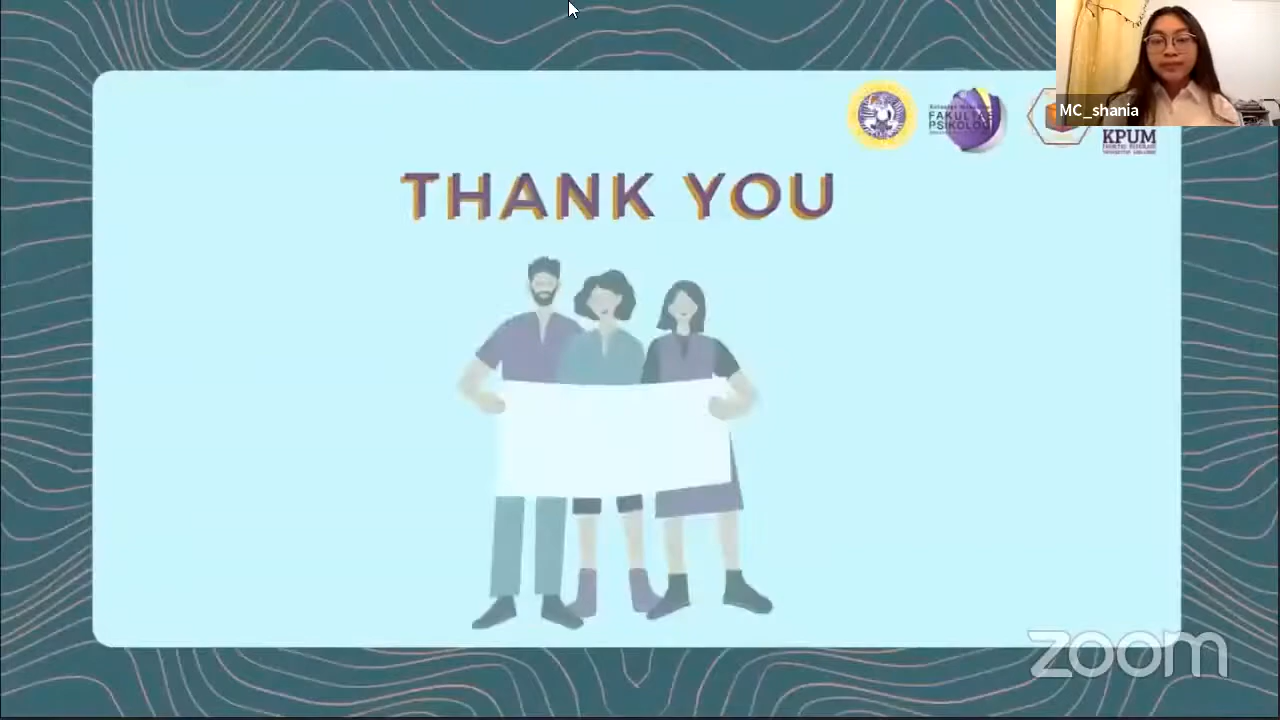 MC_shania
FAKULTAS
PSIKOLOGI
KPUM
THANK YOU
zoom